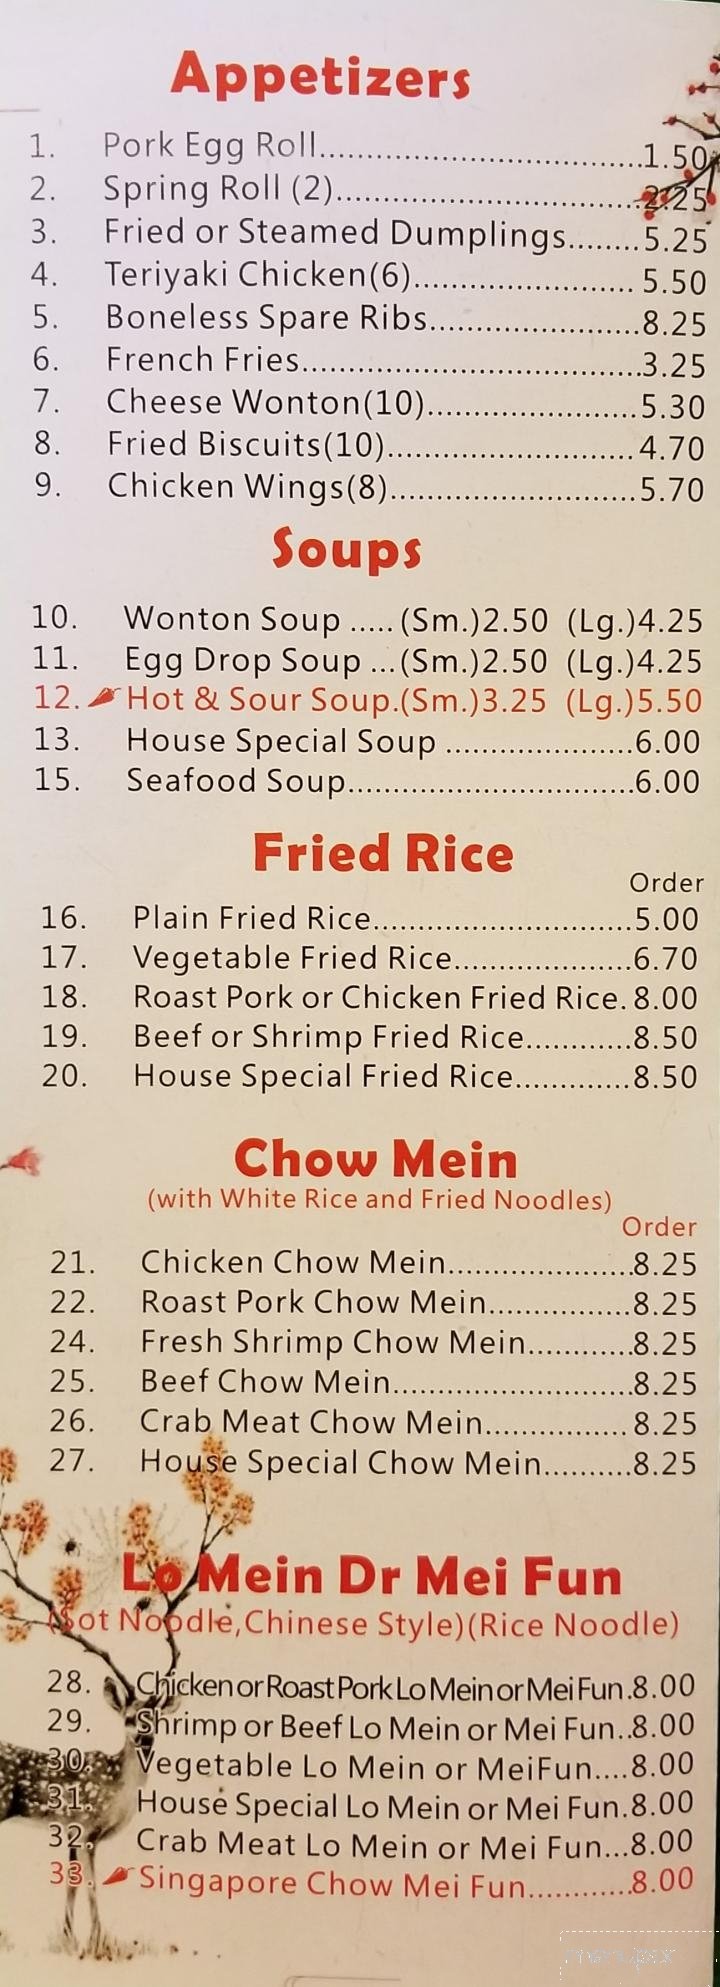 Appetizers
1. Pork Egg Roll....................................1.50
2. Spring Roll (2)..................................2.25
3. Fried or Steamed Dumplings........5.25
4. Teriyaki Chicken(6)........................ 5.50
5. Boneless Spare Ribs.......................8.25
6. French Fries.....................................3.25
7. Cheese Wonton(10).......................5.30
8. Fried Biscuits(10)........................... 4.70
9. Chicken Wings(8)...........................5.70
Soups
10. Wonton Soup ..... (Sm.)2.50 (Lg.)4.25
11. Egg Drop Soup ...(Sm.)2.50 (Lg.)4.25
12. Hot & Sour Soup.(Sm.)3.25 (Lg.)5.50
13. House Special Soup .....................6.00
15. Seafood Soup................................6.00
Fried Rice
Order
16. Plain Fried Rice.............................5.00
17. Vegetable Fried Rice....................6.70
18. Roast Pork or Chicken Fried Rice. 8.00
19. Beef or Shrimp Fried Rice............8.50
20. House Special Fried Rice.............8.50
Chow Mein
(with White Rice and Fried Noodles)
Order
21. Chicken Chow Mein.....................8.25
22. Roast Pork Chow Mein................8.25
24. Fresh Shrimp Chow Mein............8.25
25. Beef Chow Mein...........................8.25
26. Crab Meat Chow Mein................ 8.25
27. House Special Chow Mein..........8.25
Lo Mein Dr Mei Fun
(Sot Noodle,Chinese Style)(Rice Noodle)
28. Chicken or Roast Pork Lo Mein or Mei Fun.8.00
29. Shrimp or Beef Lo Mein or Mei Fun..8.00
30. Vegetable Lo Mein or MeiFun....8.00
31. House Special Lo Mein or Mei Fun.8.00
32. Crab Meat Lo Mein or Mei Fun...8.00
33. Singapore Chow Mei Fun............8.00